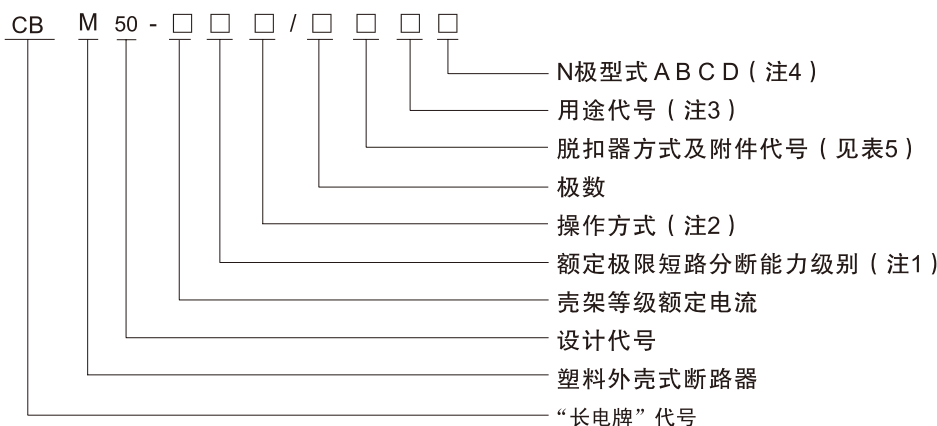 CB M 50 - □ □ □ / □ □ □ □
N极型式 A B C D（注4）
用途代号（注3）
脱扣器方式及附件代号（见表5）
极数
操作方式（注2）
额定极限短路分断能力级别（注1）
壳架等级额定电流
设计代号
塑料外壳式断路器
“长电牌”代号